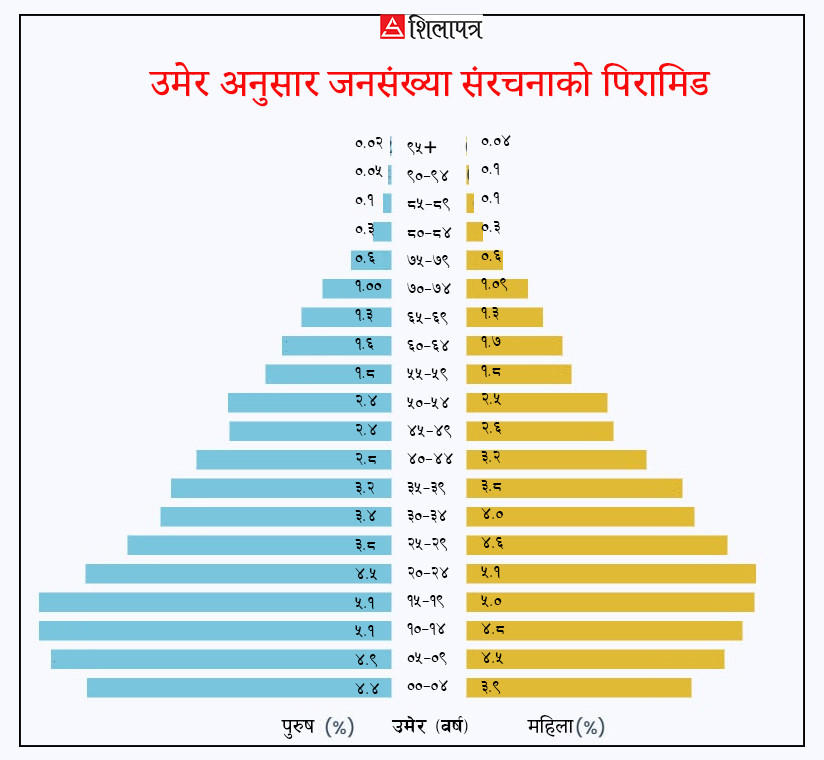 शिलापत्र
उमेर अनुसार जनसंख्या संरचनाको पिरामिड
०.०२ ९५+ ०.०४
०.०५ ९०-९४ ०.१
०.१ ८५-८९ ०.१
०.३ ८०-८४ ०.३
०.६ ७५-७९ ०.६
१.०० ७०-७४ १.०९
१.३ ६५-६९ १.३
१.६ ६०-६४ १.७
१.८ ५५-५९ १.८
२.४ ५०-५४ २.५
२.४ ४५-४९ २.६
२.८ ४०-४४ ३.२
३.२ ३५-३९ ३.८
३.४ ३०-३४ ४.०
३.८ २५-२९ ४.६
४.५ २०-२४ ५.१
५.१ १५-१९ ५.०
५.१ १०-१४ ४.८
४.९ ०५-०९ ४.५
४.४ ००-०४ ३.९
पुरुष (%) उमेर (वर्ष) महिला(%)